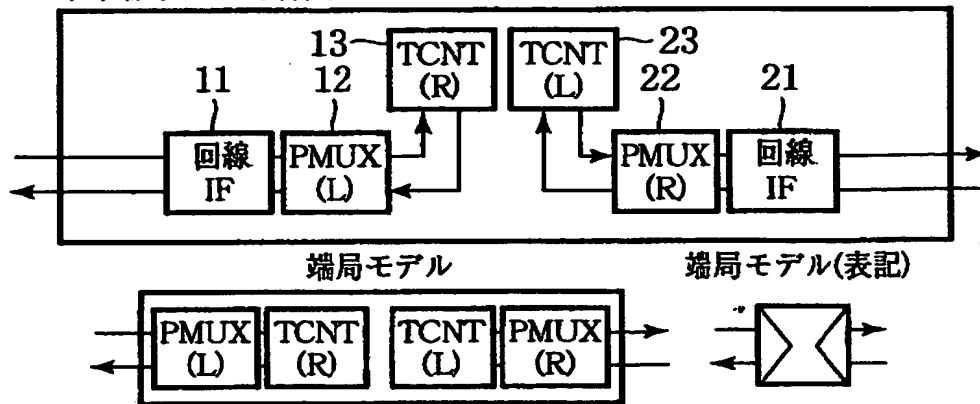 13
TCNT
(R)
TCNT
(L)
23
11
12
22
21
回線
IF
PMUX
(L)
PMUX
(R)
回線
IF
端局モデル
端局モデル(表記)
PMUX
(L)
TCNT
(R)
TCNT
(L)
PMUX
(R)